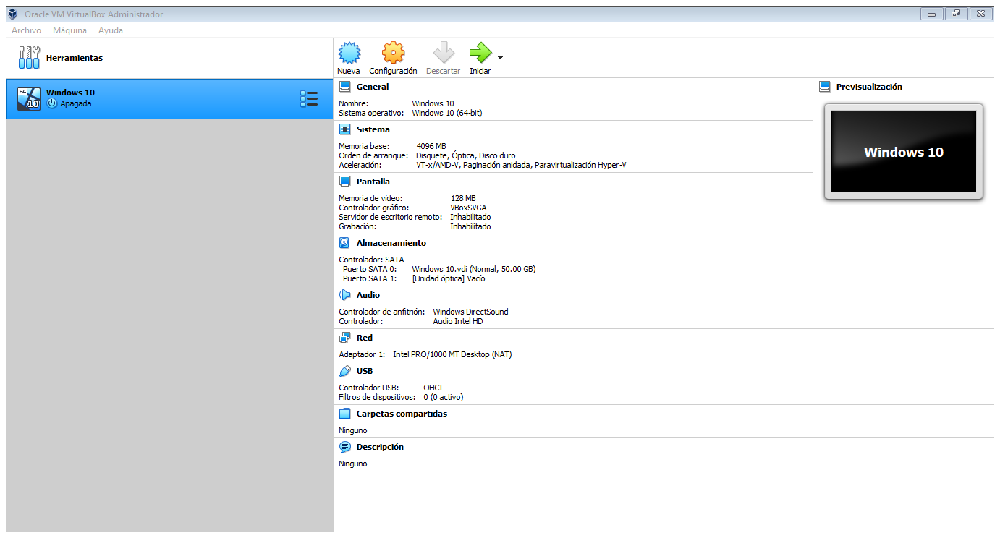 Oracle VM VirtualBox Administrador
Archivo Máquina Ayuda
Herramientas
64
10
Windows 10
Apagada
Nueva Configuración Descartar Iniciar
General
Nombre: Windows 10
Sistema operativo: Windows 10 (64-bit)
Sistema
Memoria base: 4096 MB
Orden de arranque: Disquete, Óptica, Disco duro
Aceleración: VT-x/AMD-V, Paginación anidada, Paravirtualización Hyper-V
Pantalla
Memoria de vídeo: 128 MB
Controlador gráfico: VBoxSVGA
Servidor de escritorio remoto: Inhabilitado
Grabación: Inhabilitado
Almacenamiento
Controlador: SATA
Puerto SATA 0: Windows 10.vdi (Normal, 50.00 GB)
Puerto SATA 1: [Unidad óptica] Vacío
Audio
Controlador de anfitrión: Windows DirectSound
Controlador: Audio Intel HD
Red
Adaptador 1: Intel PRO/1000 MT Desktop (NAT)
USB
Controlador USB: OHCI
Filtros de dispositivos: 0 (0 activo)
Carpetas compartidas
Ninguno
Descripción
Ninguno
Previsualización
Windows 10